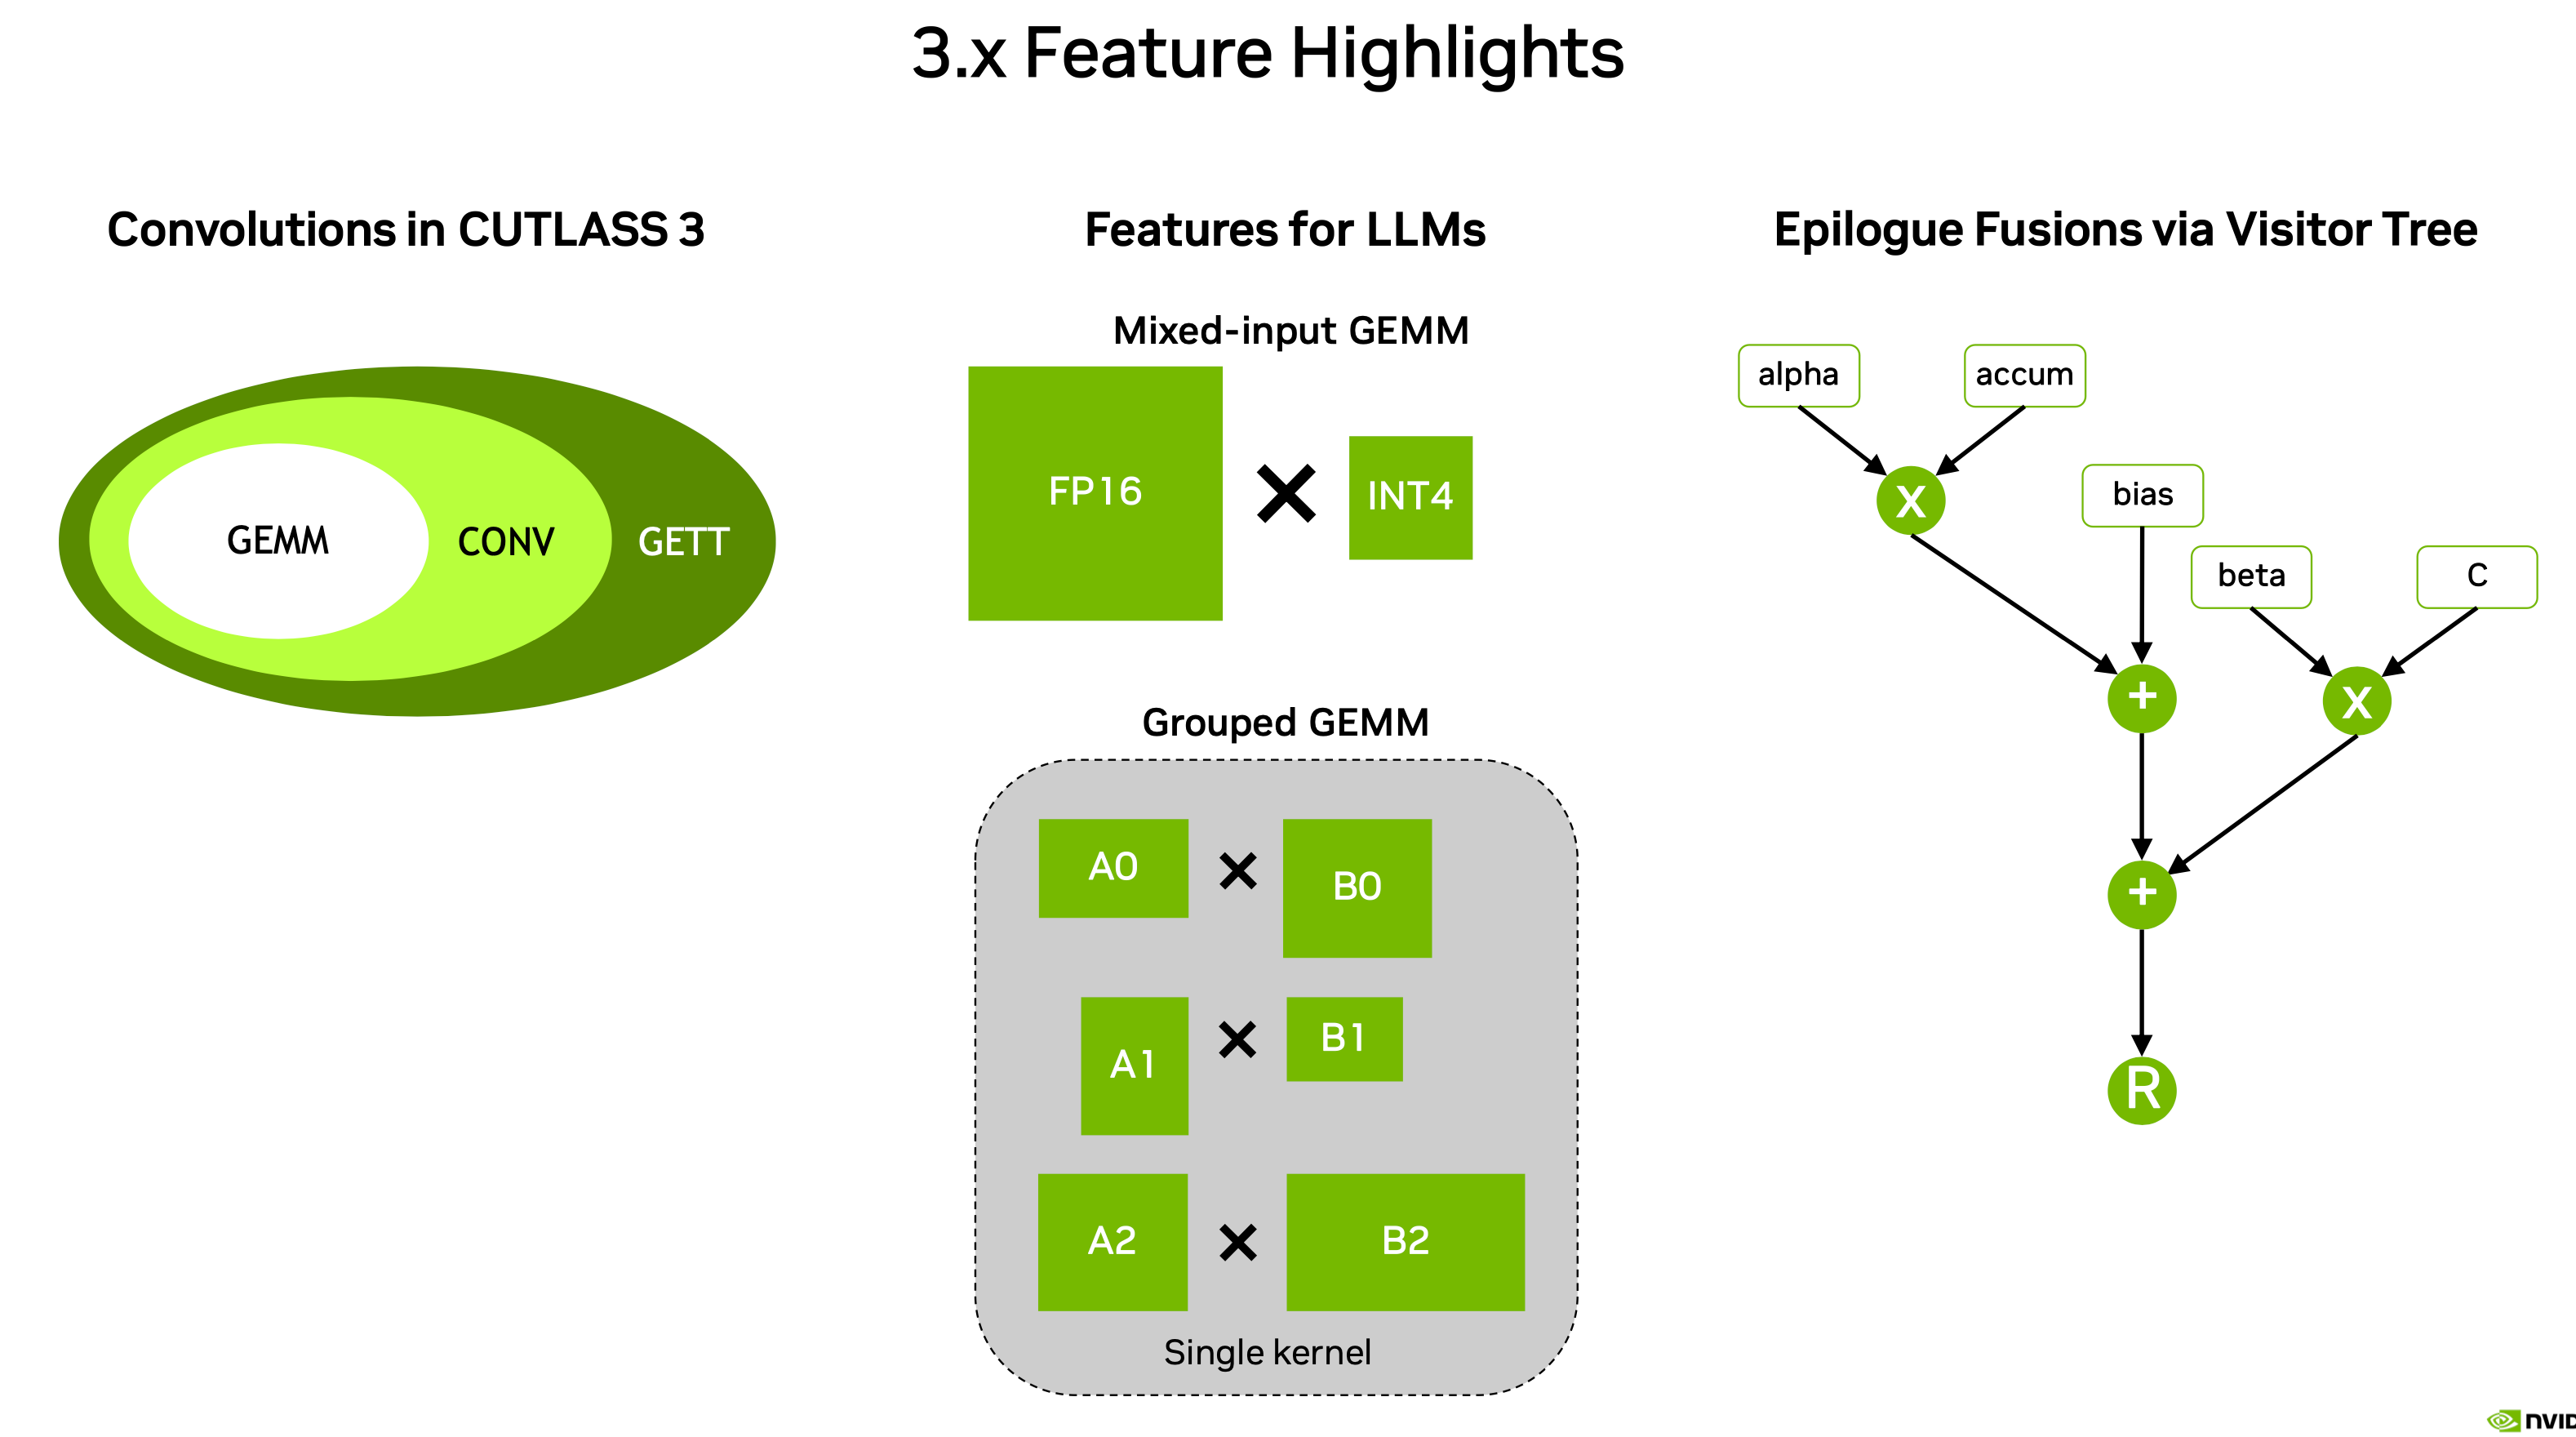 3.x Feature Highlights
Convolutions in CUTLASS 3
GEMM
CONV
GETT
Features for LLMs
Mixed-input GEMM
FP16
INT4
Grouped GEMM
A0
B0
A1
B1
A2
B2
Single kernel
Epilogue Fusions via Visitor Tree
alpha
accum
x
bias
beta
C
+
x
+
R
NVID